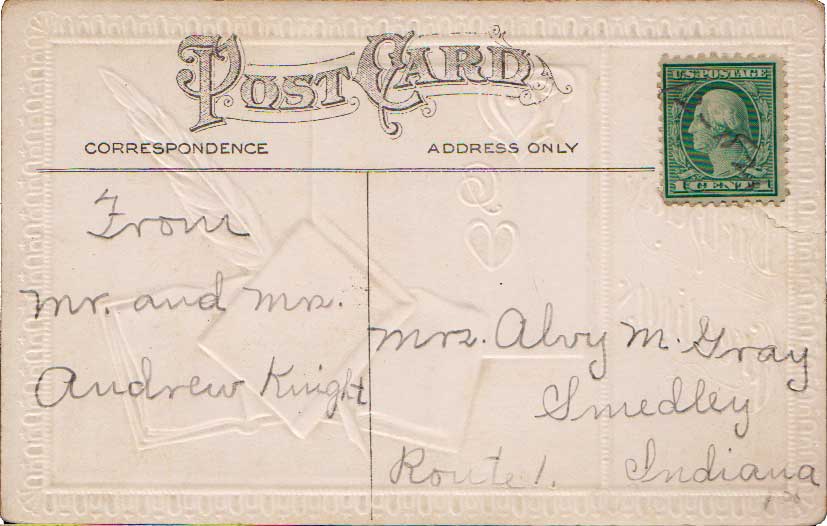 POST CARD
CORRESPONDENCE
ADDRESS ONLY
U.S. POSTAGE
1 CENT 1
From
Mr. and Mrs.
Andrew Knight
Mrs. Alvy M. Gray
Smedley
Route 1. Indiana